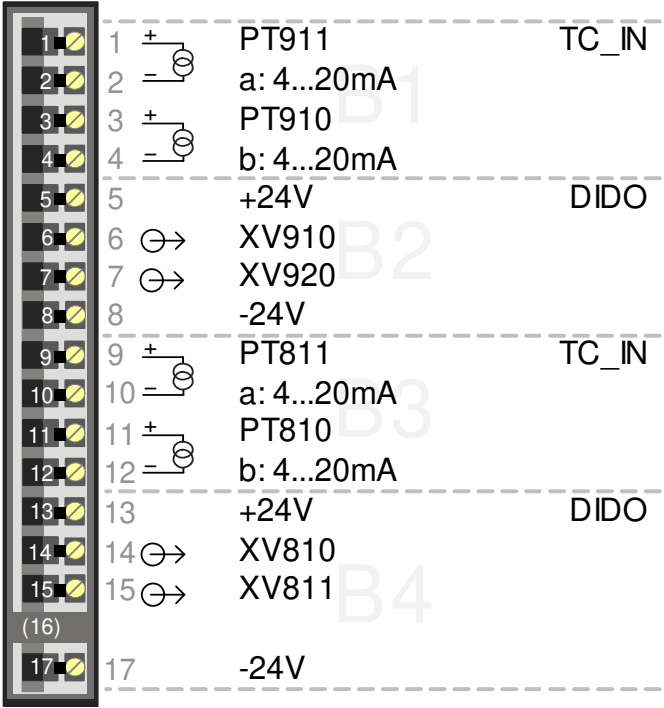 1 1 + PT911 TC_IN
2 2 – a: 4...20mA B1
3 3 + PT910
4 4 – b: 4...20mA
5 5 +24V DIDO
6 6 XV910 B2
7 7 XV920
8 8 -24V
9 9 + PT811 TC_IN
10 10 – a: 4...20mA B3
11 11 + PT810
12 12 – b: 4...20mA
13 13 +24V DIDO
14 14 XV810
15 15 XV811 B4
(16)
17 17 -24V